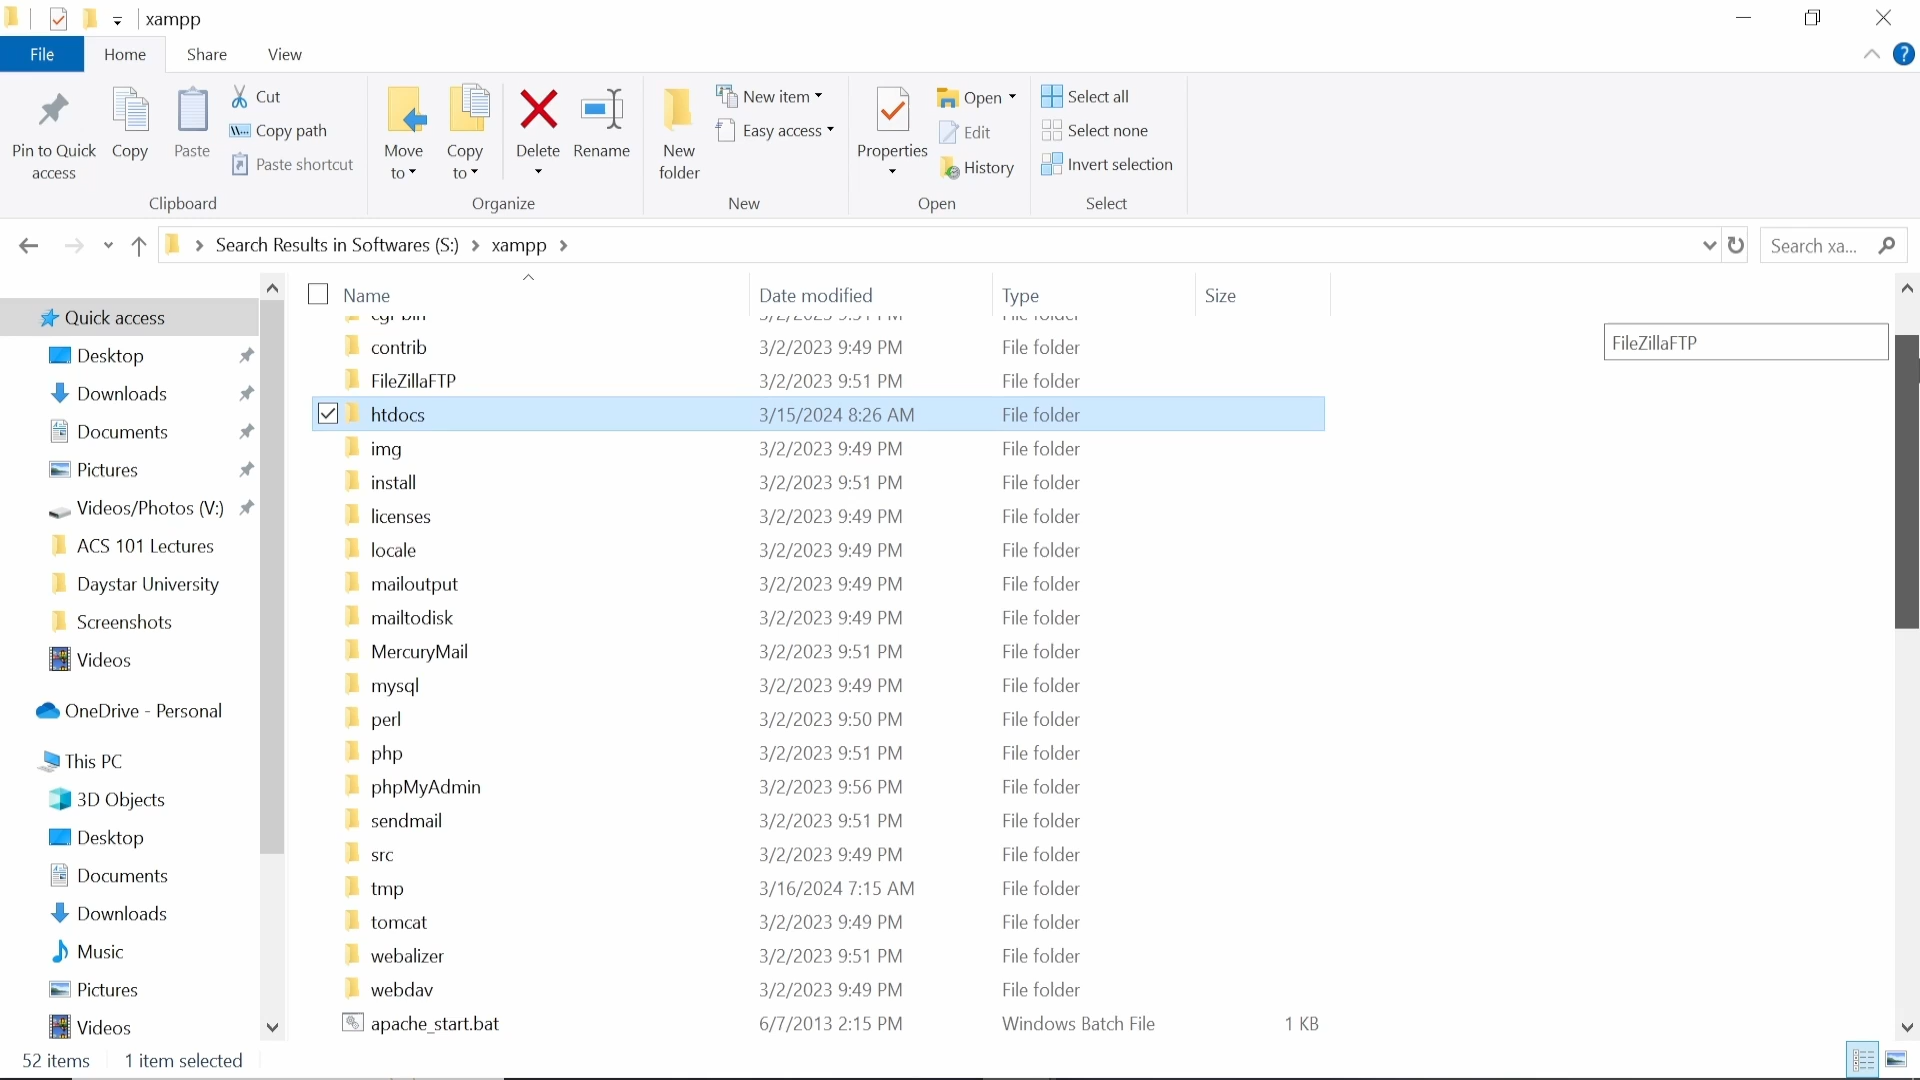 xampp
File Home Share View
Pin to Quick access
Copy
Paste
Cut
Copy path
Paste shortcut
Clipboard
Move to
Copy to
Delete
Rename
Organize
New folder
New item
Easy access
New
Properties
Open
Edit
History
Open
Select all
Select none
Invert selection
Select
Search Results in Softwares (S:) xampp
Search xa...
Quick access
Desktop
Downloads
Documents
Pictures
Videos/Photos (V:)
ACS 101 Lectures
Daystar University
Screenshots
Videos
OneDrive - Personal
This PC
3D Objects
Desktop
Documents
Downloads
Music
Pictures
Videos
Name Date modified Type Size
contrib 3/2/2023 9:49 PM File folder
FileZillaFTP 3/2/2023 9:51 PM File folder
htdocs 3/15/2024 8:26 AM File folder
img 3/2/2023 9:49 PM File folder
install 3/2/2023 9:51 PM File folder
licenses 3/2/2023 9:49 PM File folder
locale 3/2/2023 9:49 PM File folder
mailoutput 3/2/2023 9:49 PM File folder
mailtodisk 3/2/2023 9:49 PM File folder
MercuryMail 3/2/2023 9:51 PM File folder
mysql 3/2/2023 9:49 PM File folder
perl 3/2/2023 9:50 PM File folder
php 3/2/2023 9:51 PM File folder
phpMyAdmin 3/2/2023 9:56 PM File folder
sendmail 3/2/2023 9:51 PM File folder
src 3/2/2023 9:49 PM File folder
tmp 3/16/2024 7:15 AM File folder
tomcat 3/2/2023 9:49 PM File folder
webalizer 3/2/2023 9:51 PM File folder
webdav 3/2/2023 9:49 PM File folder
apache_start.bat 6/7/2013 2:15 PM Windows Batch File 1 KB
FileZillaFTP
52 items 1 item selected